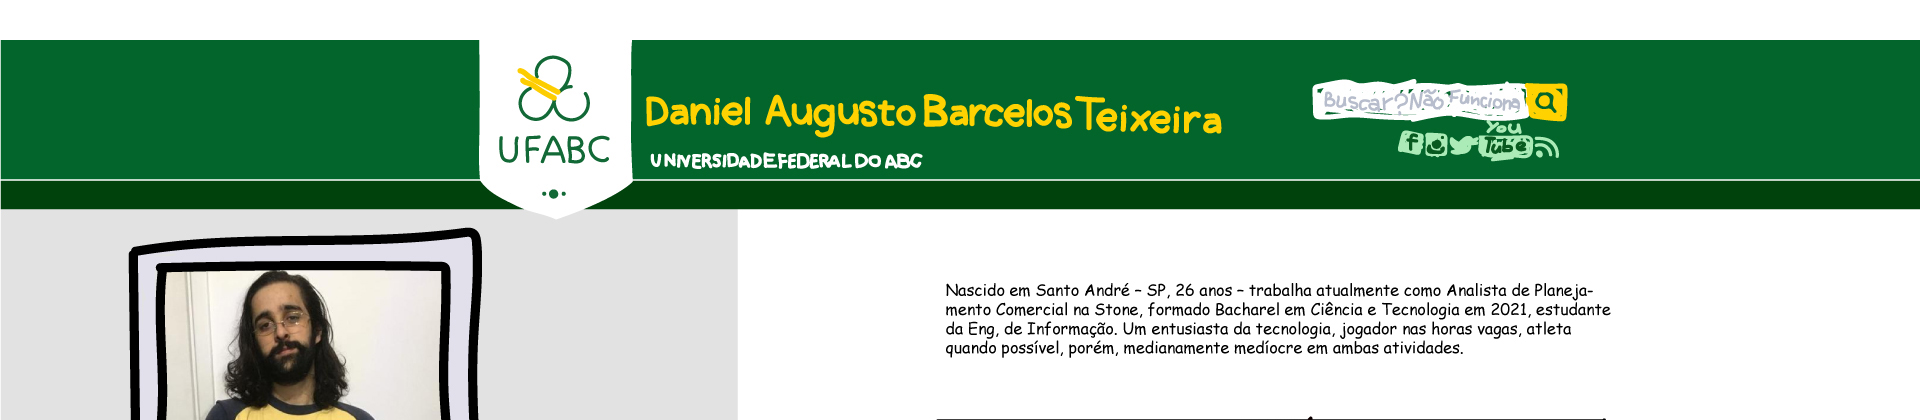 UFABC
Daniel Augusto Barcelos Teixeira
UNIVERSIDADE FEDERAL DO ABC
Buscar? Não Funciona
You
Tube
Nascido em Santo André – SP, 26 anos – trabalha atualmente como Analista de Planeja-
mento Comercial na Stone, formado Bacharel em Ciência e Tecnologia em 2021, estudante
da Eng, de Informação. Um entusiasta da tecnologia, jogador nas horas vagas, atleta
quando possível, porém, medianamente medíocre em ambas atividades.